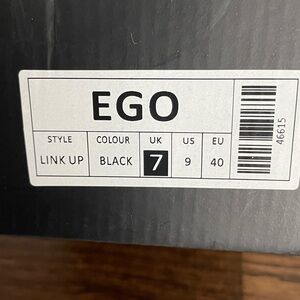 EGO
STYLE COLOUR UK US EU
LINK UP BLACK 7 9 40
46615